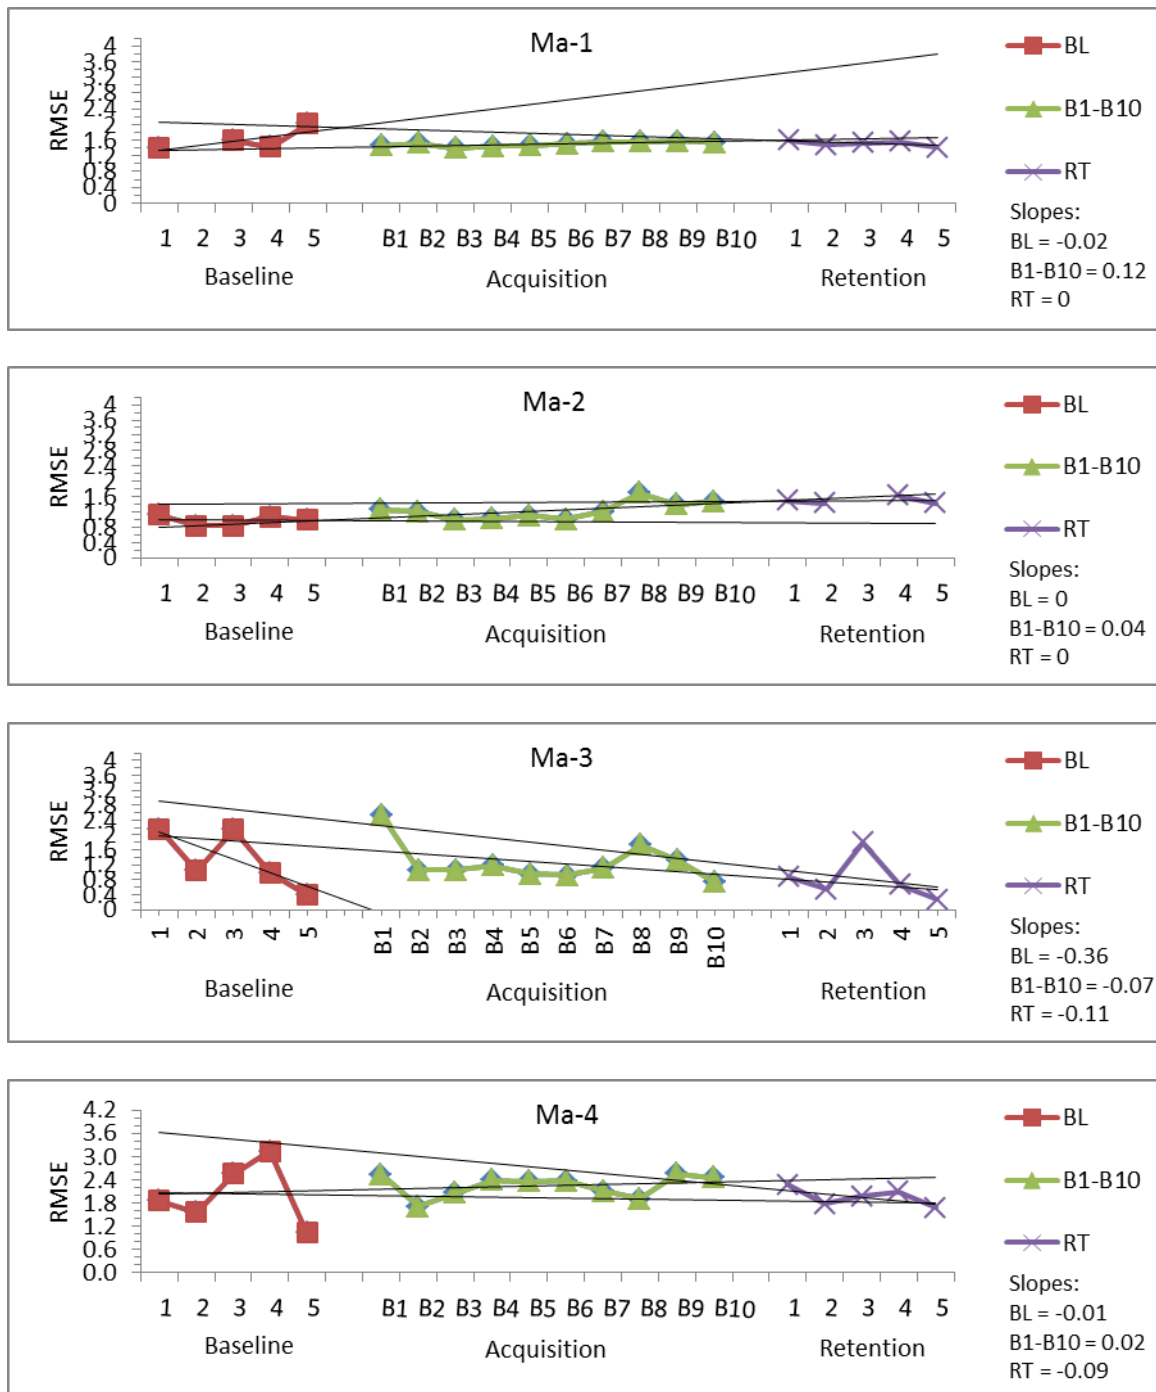 Ma-1
RMSE
4
3.6
3.2
2.8
2.4
2
1.6
1.2
0.8
0.4
0
1 2 3 4 5 B1 B2 B3 B4 B5 B6 B7 B8 B9 B10 1 2 3 4 5
Baseline Acquisition Retention
BL
B1-B10
RT
Slopes:
BL = -0.02
B1-B10 = 0.12
RT = 0
Ma-2
RMSE
4
3.6
3.2
2.8
2.4
2
1.6
1.2
0.8
0.4
0
1 2 3 4 5 B1 B2 B3 B4 B5 B6 B7 B8 B9 B10 1 2 3 4 5
Baseline Acquisition Retention
BL
B1-B10
RT
Slopes:
BL = 0
B1-B10 = 0.04
RT = 0
Ma-3
RMSE
4
3.6
3.2
2.8
2.4
2
1.6
1.2
0.8
0.4
0
1 2 3 4 5 B1 B2 B3 B4 B5 B6 B7 B8 B9 B10 1 2 3 4 5
Baseline Acquisition Retention
BL
B1-B10
RT
Slopes:
BL = -0.36
B1-B10 = -0.07
RT = -0.11
Ma-4
RMSE
4.2
3.6
3.0
2.4
1.8
1.2
0.6
0.0
1 2 3 4 5 B1 B2 B3 B4 B5 B6 B7 B8 B9 B10 1 2 3 4 5
Baseline Acquisition Retention
BL
B1-B10
RT
Slopes:
BL = -0.01
B1-B10 = 0.02
RT = -0.09